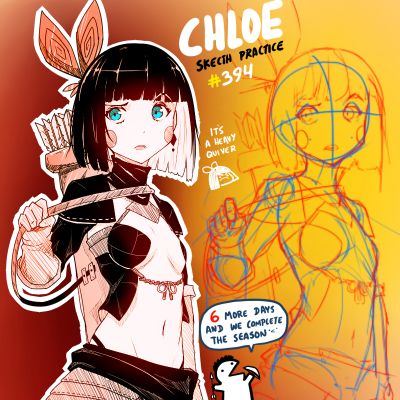 CHLOE
SKECTH PRACTICE
#394
IT'S
A HEAVY
QUIVER
6 MORE DAYS
AND WE COMPLETE
THE SEASON